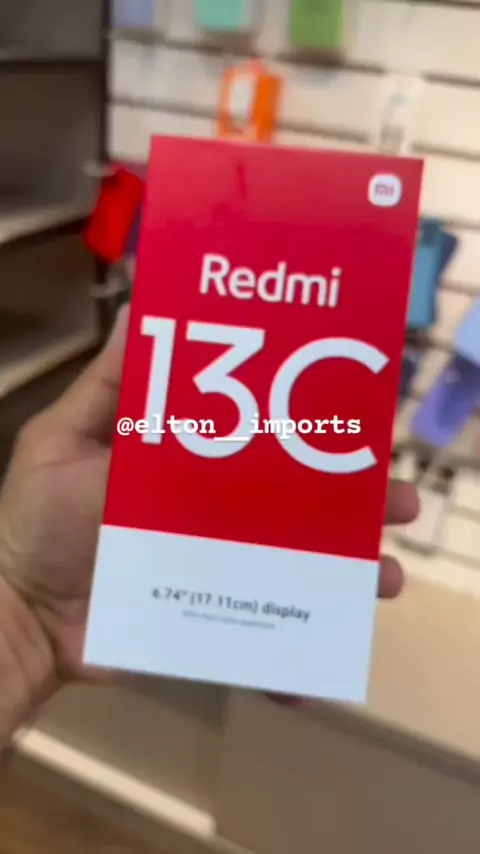 mi
Redmi
13C
@elton__imports
6.74" (17.11cm) display